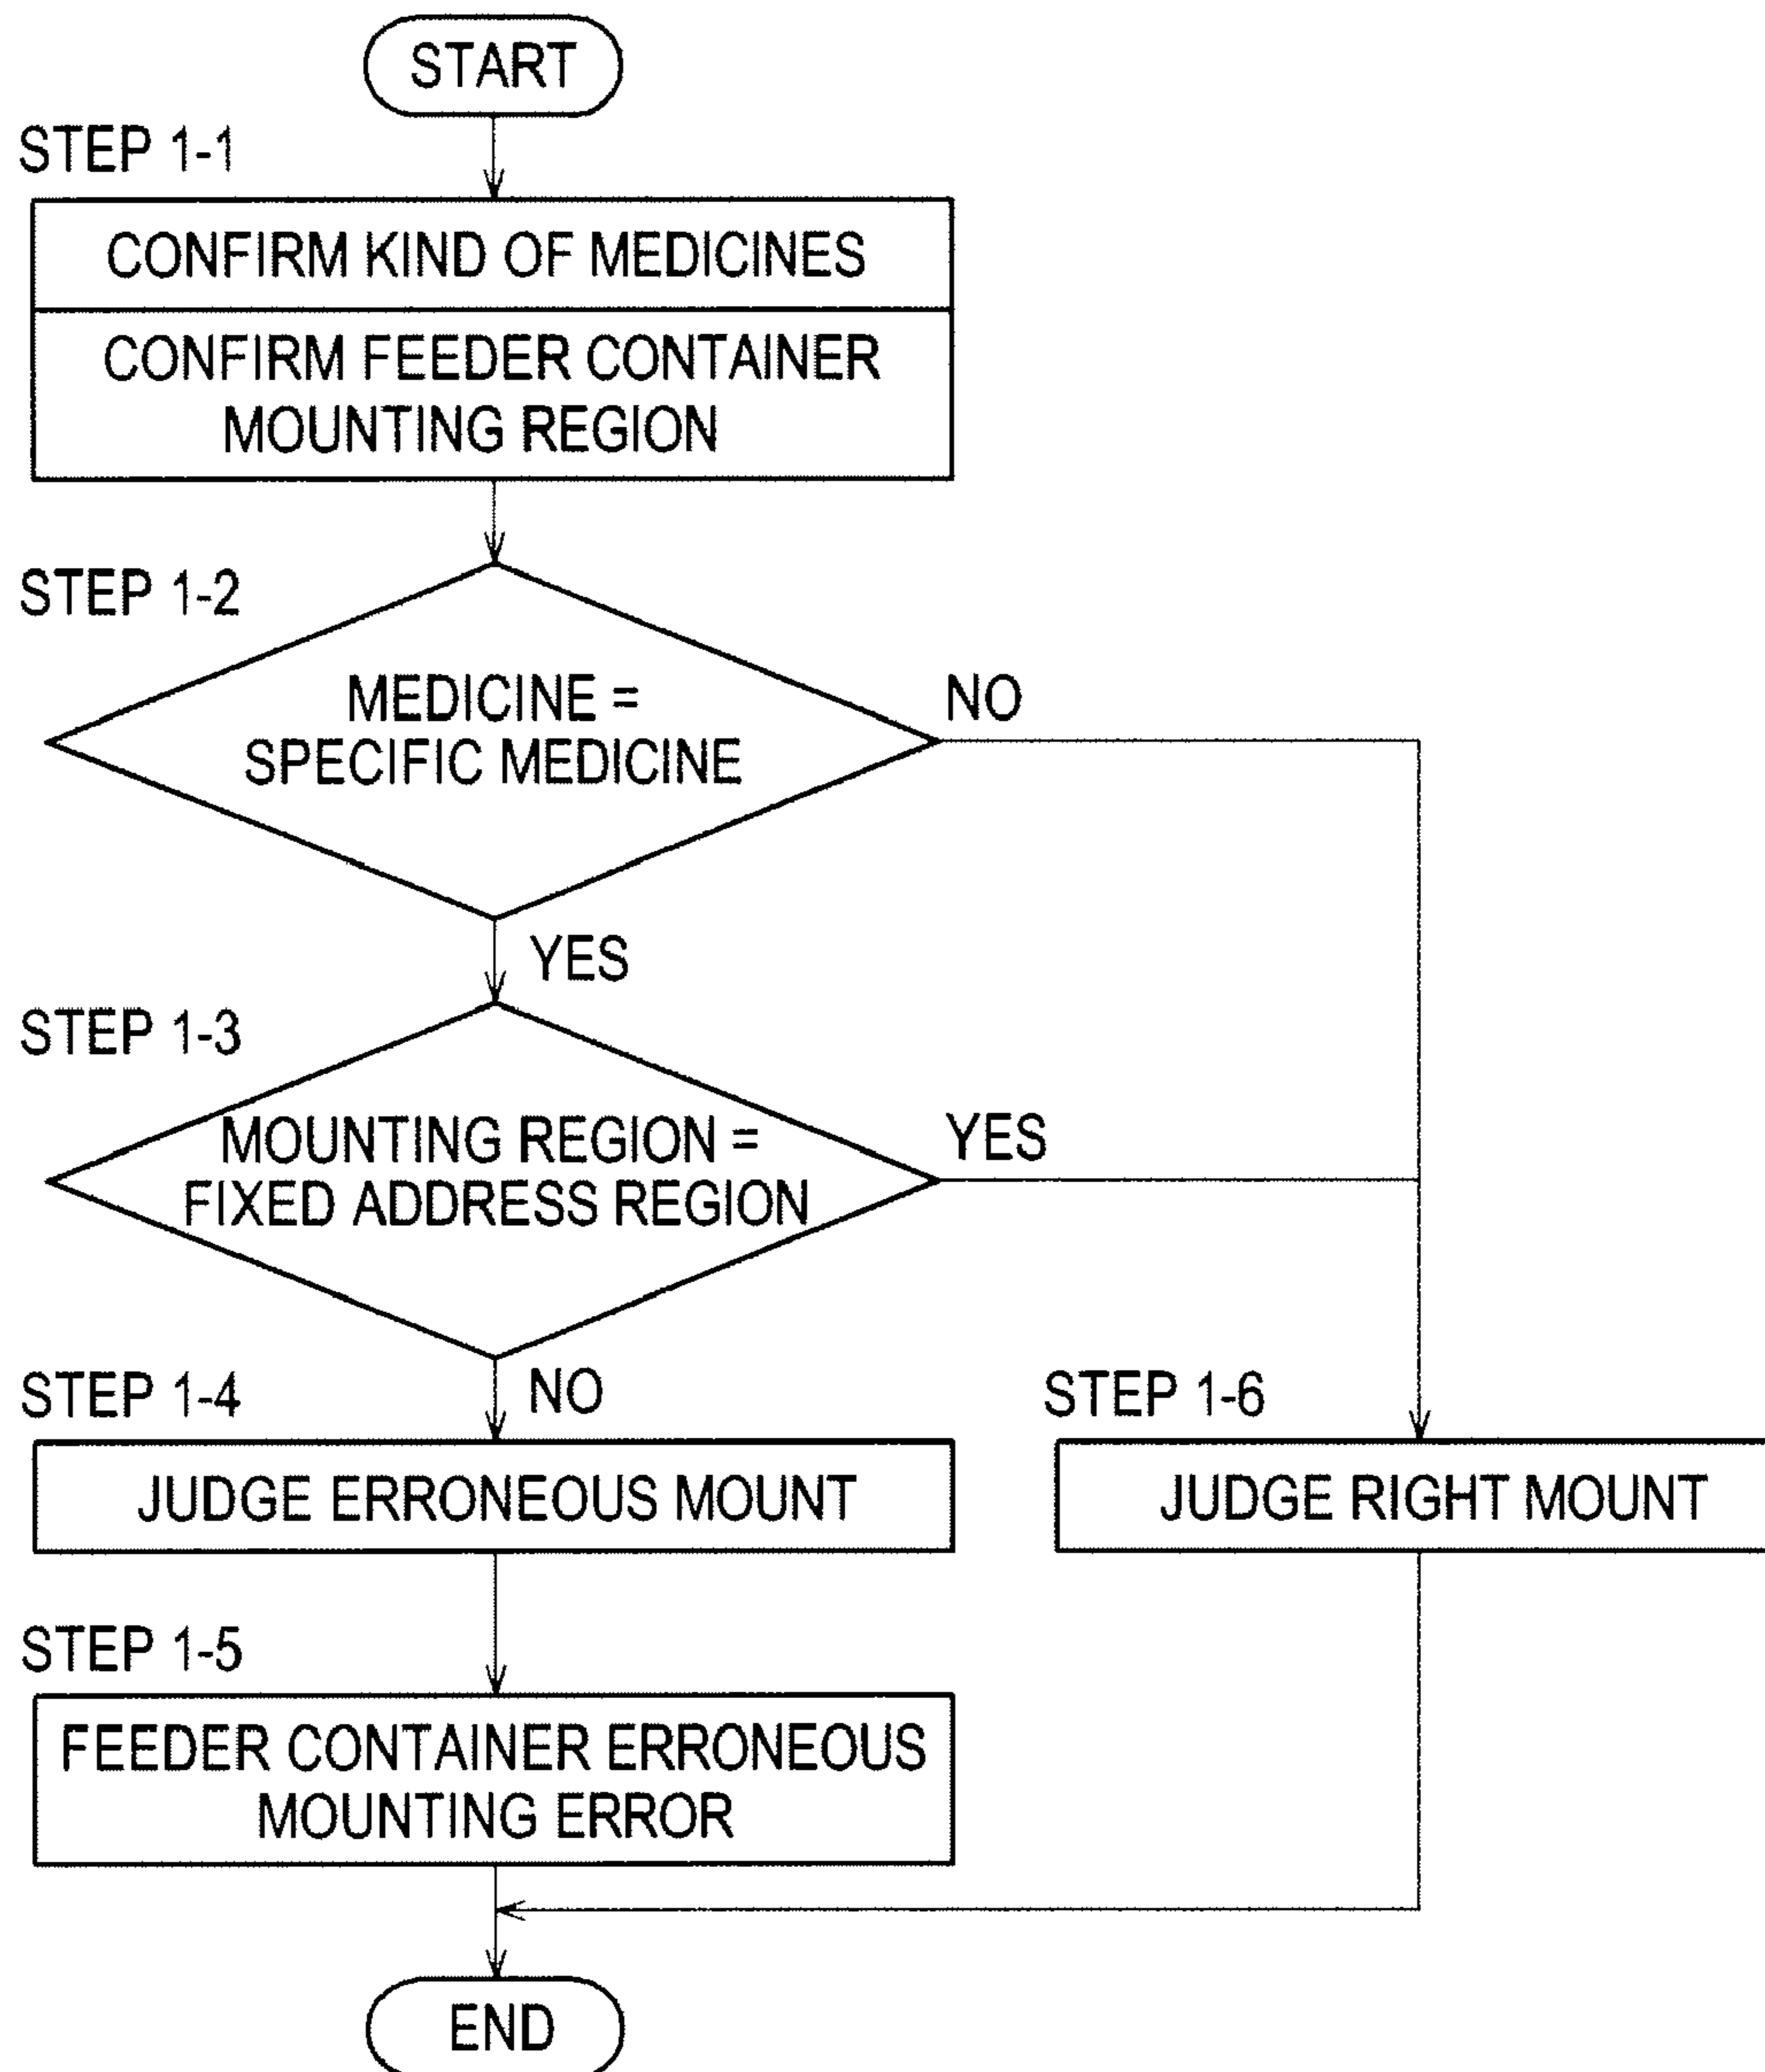 START
STEP 1-1
CONFIRM KIND OF MEDICINES
CONFIRM FEEDER CONTAINER
MOUNTING REGION
STEP 1-2
MEDICINE =
SPECIFIC MEDICINE
NO
YES
STEP 1-3
MOUNTING REGION =
FIXED ADDRESS REGION
YES
NO
STEP 1-4
JUDGE ERRONEOUS MOUNT
STEP 1-6
JUDGE RIGHT MOUNT
STEP 1-5
FEEDER CONTAINER ERRONEOUS
MOUNTING ERROR
END